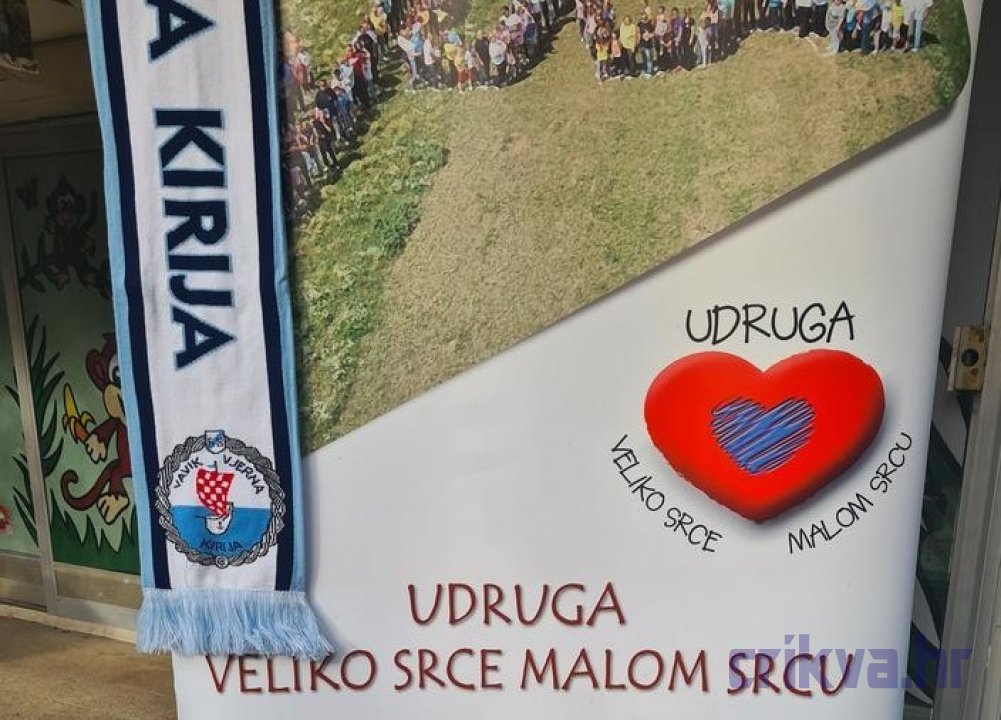 A KIRIJA
VAVIK VJERNA
KIRIJA
UDRUGA
VELIKO SRCE
MALOM SRCU
UDRUGA
VELIKO SRCE MALOM SRCU
crikva.hr